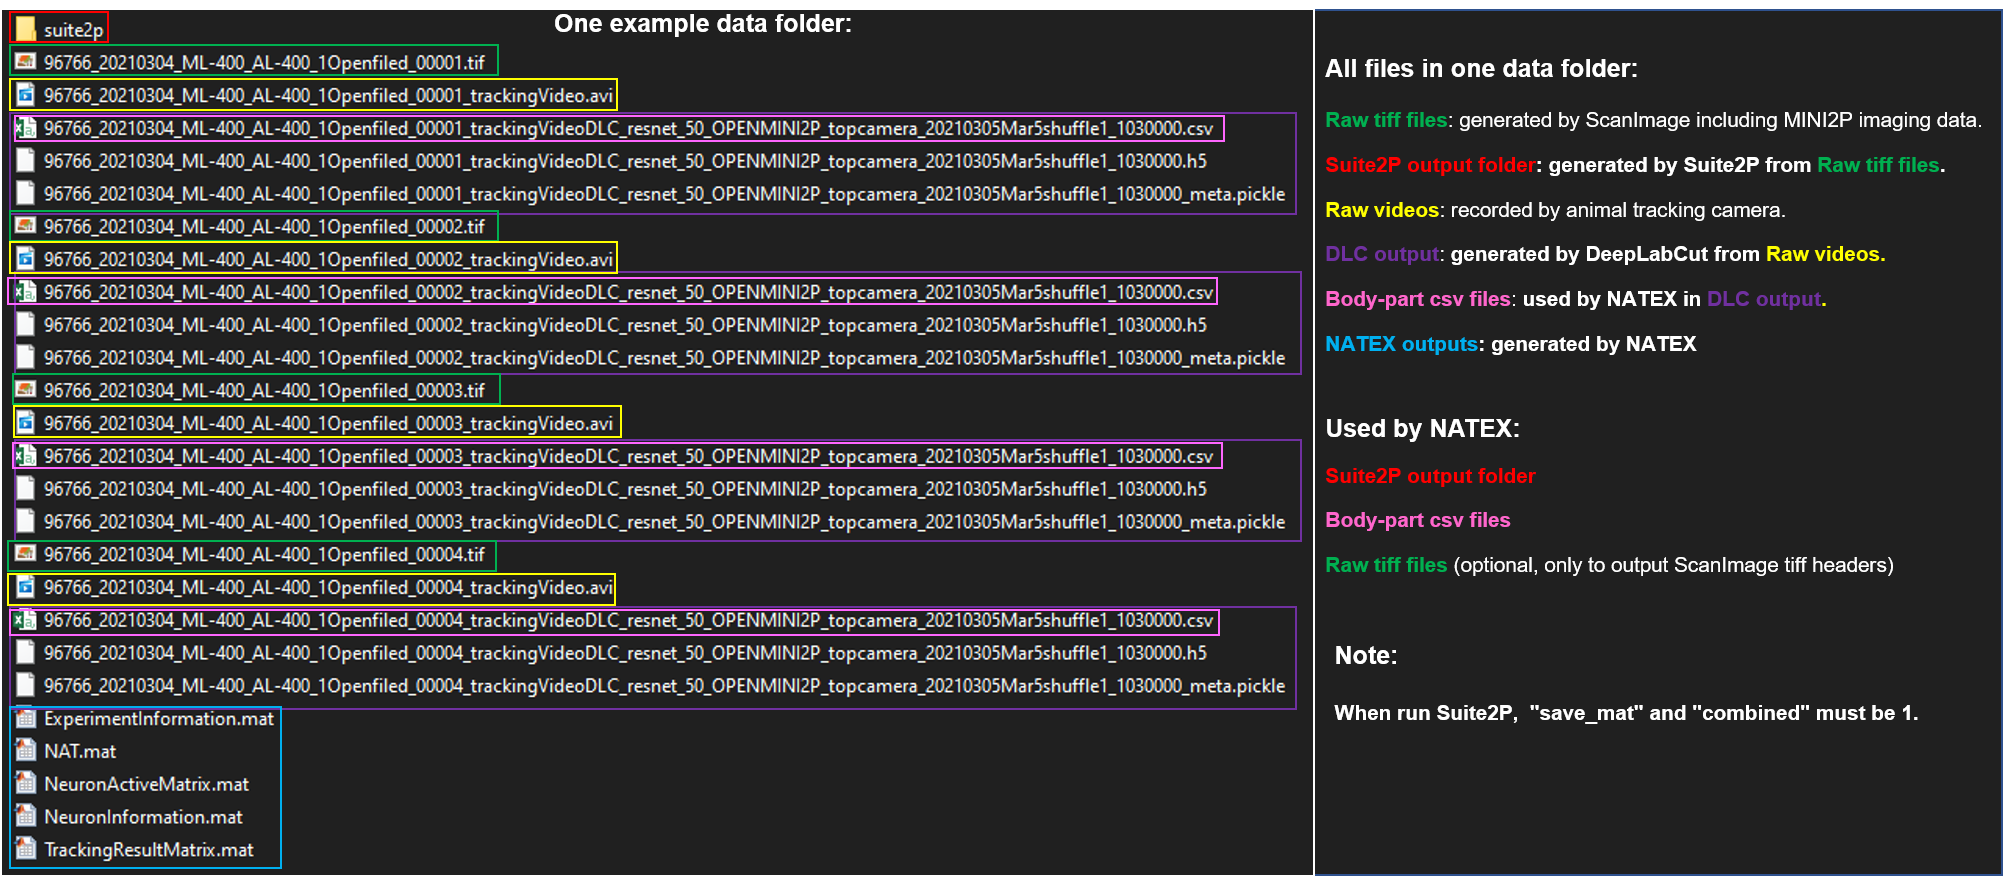 One example data folder:
suite2p
96766_20210304_ML-400_AL-400_1Openfiled_00001.tif
96766_20210304_ML-400_AL-400_1Openfiled_00001_trackingVideo.avi
96766_20210304_ML-400_AL-400_1Openfiled_00001_trackingVideoDLC_resnet_50_OPENMINI2P_topcamera_20210305Mar5shuffle1_1030000.csv
96766_20210304_ML-400_AL-400_1Openfiled_00001_trackingVideoDLC_resnet_50_OPENMINI2P_topcamera_20210305Mar5shuffle1_1030000.h5
96766_20210304_ML-400_AL-400_1Openfiled_00001_trackingVideoDLC_resnet_50_OPENMINI2P_topcamera_20210305Mar5shuffle1_1030000_meta.pickle
96766_20210304_ML-400_AL-400_1Openfiled_00002.tif
96766_20210304_ML-400_AL-400_1Openfiled_00002_trackingVideo.avi
96766_20210304_ML-400_AL-400_1Openfiled_00002_trackingVideoDLC_resnet_50_OPENMINI2P_topcamera_20210305Mar5shuffle1_1030000.csv
96766_20210304_ML-400_AL-400_1Openfiled_00002_trackingVideoDLC_resnet_50_OPENMINI2P_topcamera_20210305Mar5shuffle1_1030000.h5
96766_20210304_ML-400_AL-400_1Openfiled_00002_trackingVideoDLC_resnet_50_OPENMINI2P_topcamera_20210305Mar5shuffle1_1030000_meta.pickle
96766_20210304_ML-400_AL-400_1Openfiled_00003.tif
96766_20210304_ML-400_AL-400_1Openfiled_00003_trackingVideo.avi
96766_20210304_ML-400_AL-400_1Openfiled_00003_trackingVideoDLC_resnet_50_OPENMINI2P_topcamera_20210305Mar5shuffle1_1030000.csv
96766_20210304_ML-400_AL-400_1Openfiled_00003_trackingVideoDLC_resnet_50_OPENMINI2P_topcamera_20210305Mar5shuffle1_1030000.h5
96766_20210304_ML-400_AL-400_1Openfiled_00003_trackingVideoDLC_resnet_50_OPENMINI2P_topcamera_20210305Mar5shuffle1_1030000_meta.pickle
96766_20210304_ML-400_AL-400_1Openfiled_00004.tif
96766_20210304_ML-400_AL-400_1Openfiled_00004_trackingVideo.avi
96766_20210304_ML-400_AL-400_1Openfiled_00004_trackingVideoDLC_resnet_50_OPENMINI2P_topcamera_20210305Mar5shuffle1_1030000.csv
96766_20210304_ML-400_AL-400_1Openfiled_00004_trackingVideoDLC_resnet_50_OPENMINI2P_topcamera_20210305Mar5shuffle1_1030000.h5
96766_20210304_ML-400_AL-400_1Openfiled_00004_trackingVideoDLC_resnet_50_OPENMINI2P_topcamera_20210305Mar5shuffle1_1030000_meta.pickle
ExperimentInformation.mat
NAT.mat
NeuronActiveMatrix.mat
NeuronInformation.mat
TrackingResultMatrix.mat
All files in one data folder:
Raw tiff files: generated by ScanImage including MINI2P imaging data.
Suite2P output folder: generated by Suite2P from Raw tiff files.
Raw videos: recorded by animal tracking camera.
DLC output: generated by DeepLabCut from Raw videos.
Body-part csv files: used by NATEX in DLC output.
NATEX outputs: generated by NATEX
Used by NATEX:
Suite2P output folder
Body-part csv files
Raw tiff files (optional, only to output ScanImage tiff headers)
Note:
When run Suite2P, "save_mat" and "combined" must be 1.